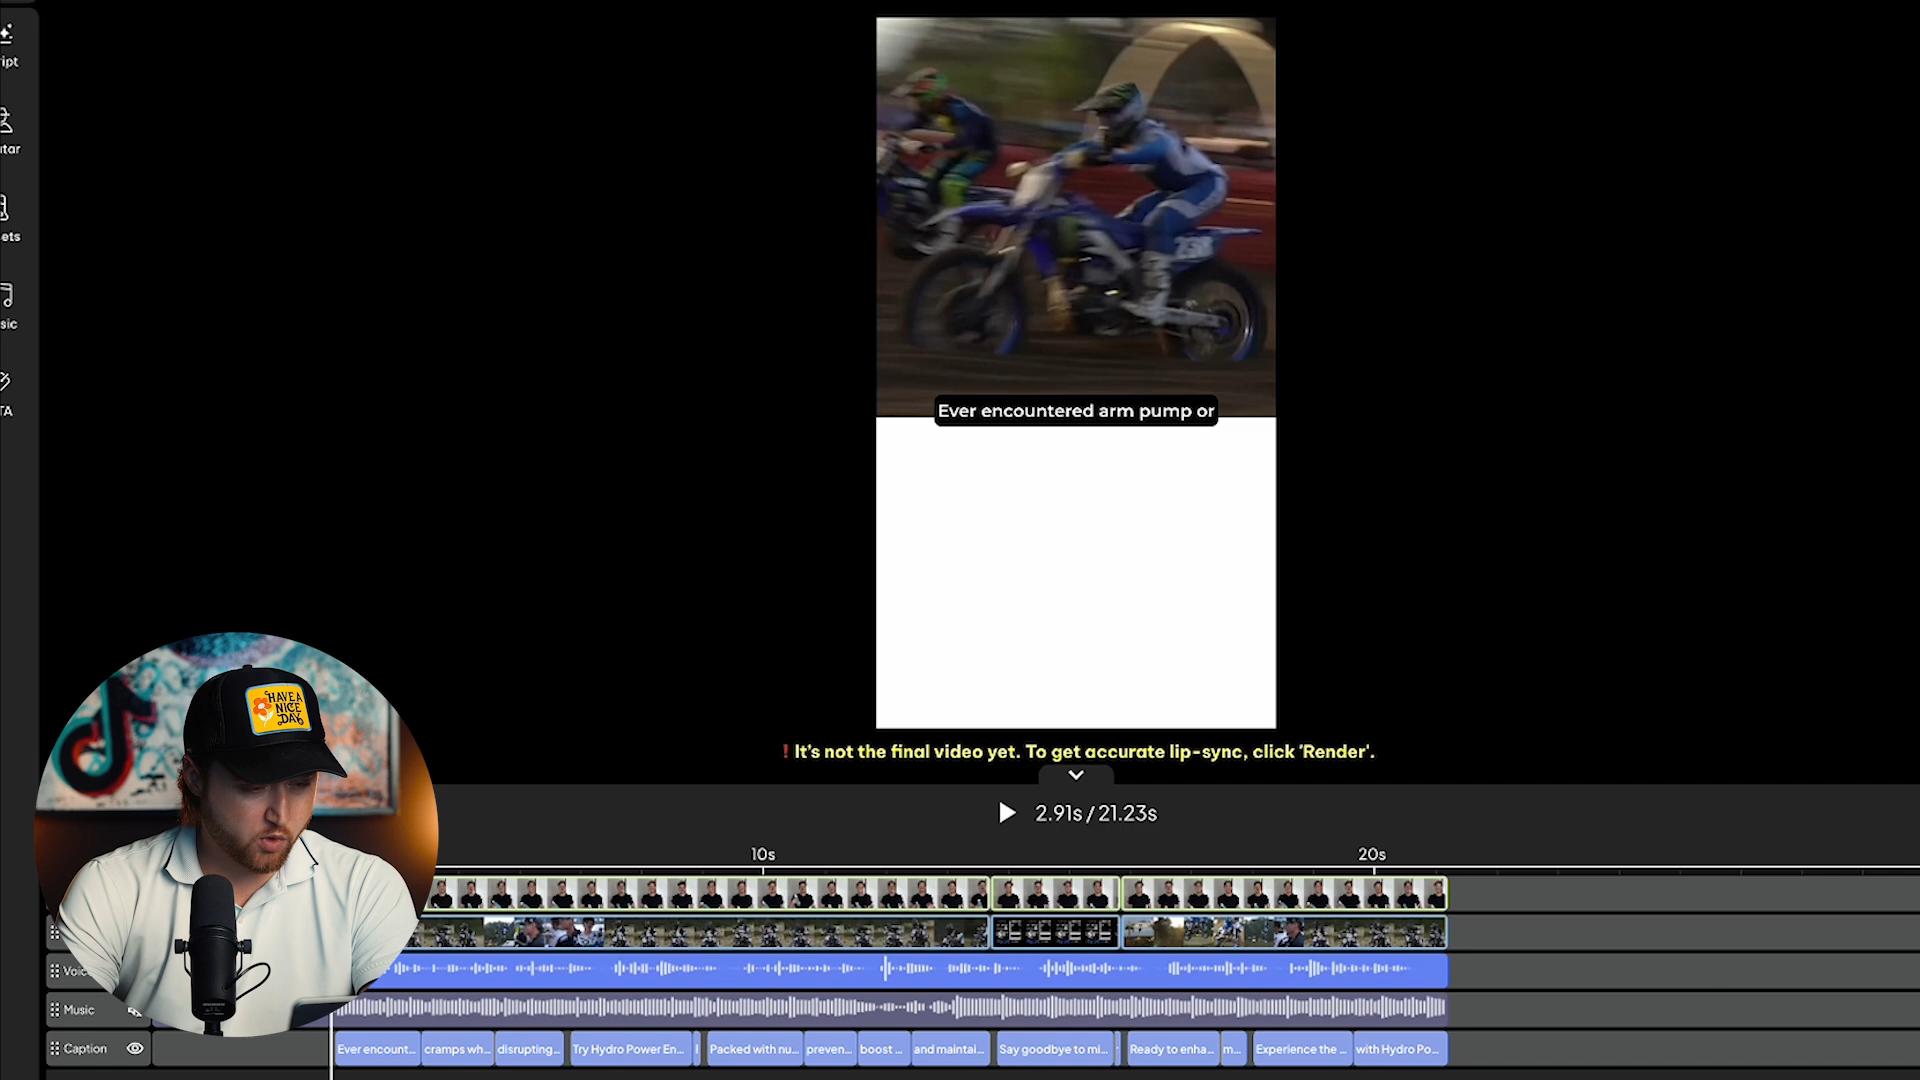 ipt
tar
ets
sic
TA
Ever encountered arm pump or
! It's not the final video yet. To get accurate lip-sync, click 'Render'.
2.91s / 21.23s
10s
20s
HAVE A
NICE
DAY
Voic
Music
Caption
Ever encount...
cramps wh...
disrupting...
Try Hydro Power En...
I
Packed with nu...
preven...
boost ...
and maintai...
Say goodbye to mi...
Ready to enha...
m...
Experience the ...
with Hydro Po...